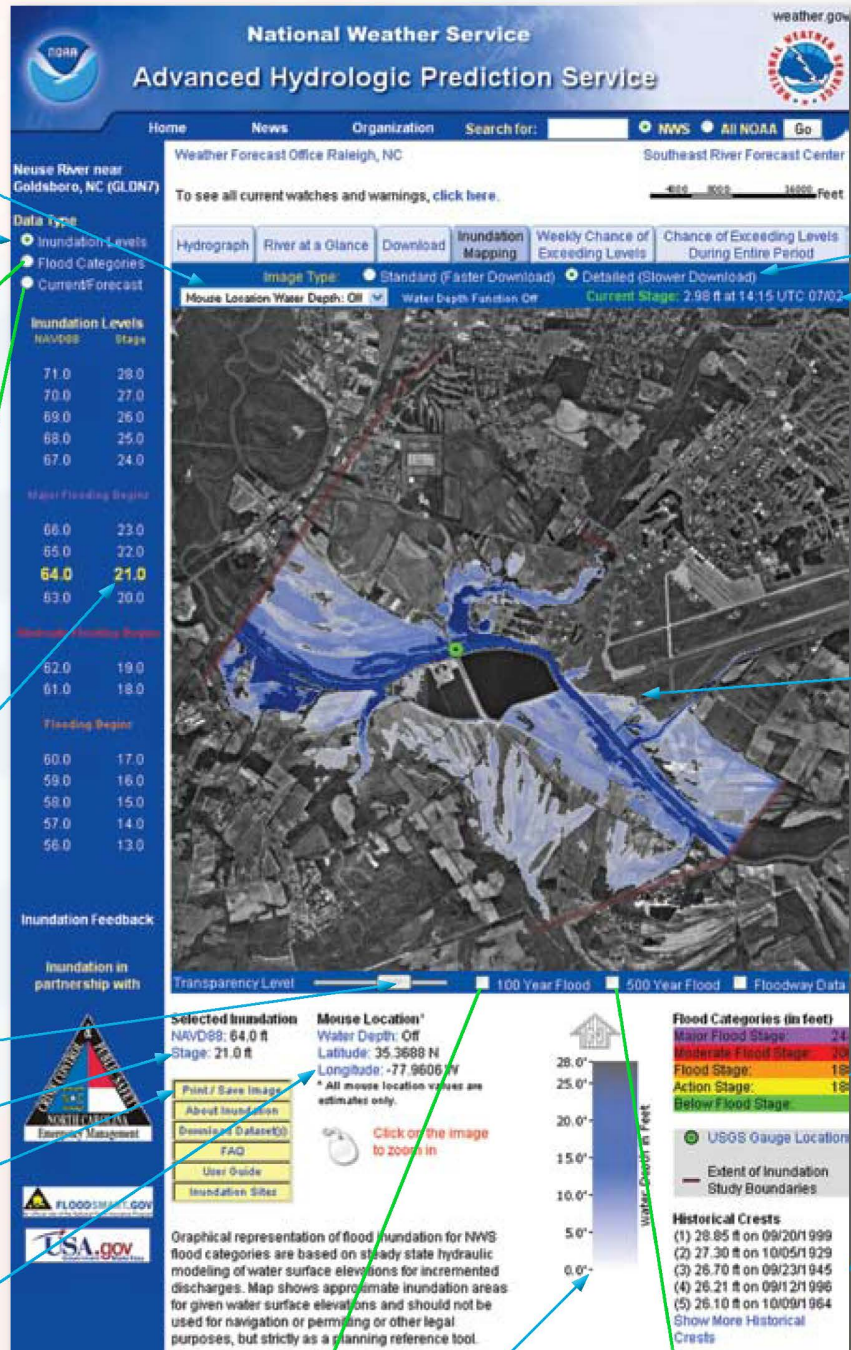 weather.gov
National Weather Service
NOAA
Advanced Hydrologic Prediction Service
Home News Organization Search for: NWS All NOAA Go
Neuse River near
Goldsboro, NC (GLDN7)
Data Type
Inundation Levels
Flood Categories
Current/Forecast
Inundation Levels
NAVD88 Stage
71.0 28.0
70.0 27.0
69.0 26.0
68.0 25.0
67.0 24.0
Major Flooding Begins
66.0 23.0
65.0 22.0
64.0 21.0
63.0 20.0
Moderate Flooding Begins
62.0 19.0
61.0 18.0
Flooding Begins
60.0 17.0
59.0 16.0
58.0 15.0
57.0 14.0
56.0 13.0
Inundation Feedback
Inundation in
partnership with
NORTH CAROLINA
Emergency Management
FLOODSMART.GOV
USA.gov
Weather Forecast Office Raleigh, NC Southeast River Forecast Center
To see all current watches and warnings, click here.
Feet
Hydrograph
River at a Glance
Download
Inundation
Mapping
Weekly Chance of
Exceeding Levels
Chance of Exceeding Levels
During Entire Period
Image Type: Standard (Faster Download) Detailed (Slower Download)
Mouse Location Water Depth: Off Water Depth Function Off Current Stage: 2.98 ft at 14:15 UTC 07/02
Transparency Level 100 Year Flood 500 Year Flood Floodway Data
Selected Inundation
NAVD88: 64.0 ft
Stage: 21.0 ft
Print / Save Image
About Inundation
Download Dataset(s)
FAQ
User Guide
Inundation Sites
Mouse Location*
Water Depth: Off
Latitude: 35.3688 N
Longitude: -77.96061 W
* All mouse location values are
estimates only.
Click on the image
to zoom in
Graphical representation of flood inundation for NWS
flood categories are based on steady state hydraulic
modeling of water surface elevations for incremented
discharges. Map shows approximate inundation areas
for given water surface elevations and should not be
used for navigation or permitting or other legal
purposes, but strictly as a planning reference tool.
28.0'
25.0'
20.0'
15.0'
10.0'
5.0'
0.0'
Water Depth in Feet
Flood Categories (in feet)
Major Flood Stage: 24
Moderate Flood Stage: 20
Flood Stage: 18
Action Stage: 18
Below Flood Stage:
USGS Gauge Location
Extent of Inundation
Study Boundaries
Historical Crests
(1) 28.85 ft on 09/20/1999
(2) 27.30 ft on 10/05/1929
(3) 26.70 ft on 09/23/1945
(4) 26.21 ft on 09/12/1996
(5) 26.10 ft on 10/09/1964
Show More Historical
Crests